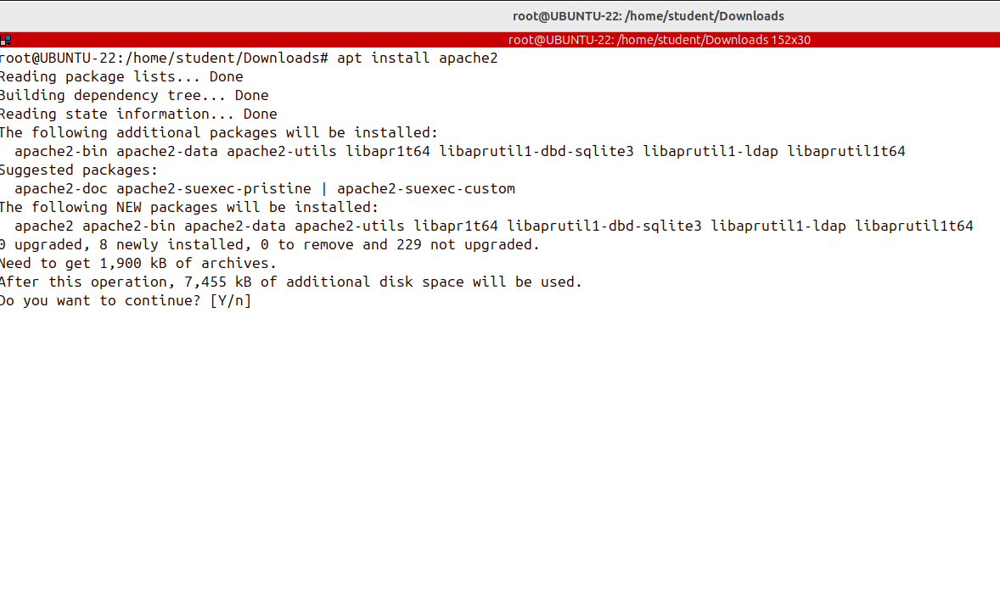 root@UBUNTU-22: /home/student/Downloads
root@UBUNTU-22: /home/student/Downloads 152x30
root@UBUNTU-22:/home/student/Downloads# apt install apache2
Reading package lists... Done
Building dependency tree... Done
Reading state information... Done
The following additional packages will be installed:
  apache2-bin apache2-data apache2-utils libapr1t64 libaprutil1-dbd-sqlite3 libaprutil1-ldap libaprutil1t64
Suggested packages:
  apache2-doc apache2-suexec-pristine | apache2-suexec-custom
The following NEW packages will be installed:
  apache2 apache2-bin apache2-data apache2-utils libapr1t64 libaprutil1-dbd-sqlite3 libaprutil1-ldap libaprutil1t64
0 upgraded, 8 newly installed, 0 to remove and 229 not upgraded.
Need to get 1,900 kB of archives.
After this operation, 7,455 kB of additional disk space will be used.
Do you want to continue? [Y/n]